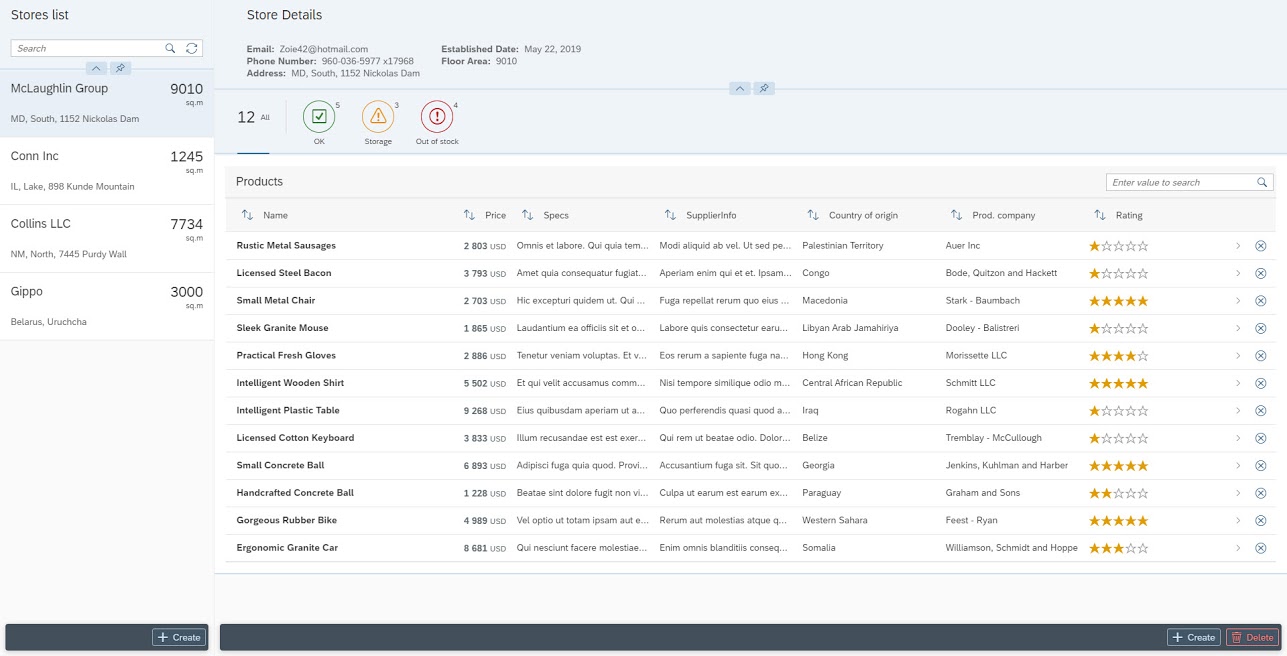 Stores list
Search
McLaughlin Group 9010
sq.m
MD, South, 1152 Nickolas Dam
Conn Inc 1245
sq.m
IL, Lake, 898 Kunde Mountain
Collins LLC 7734
sq.m
NM, North, 7445 Purdy Wall
Gippo 3000
sq.m
Belarus, Uruchcha
Create
Store Details
Email: Zoie42@hotmail.com Established Date: May 22, 2019
Phone Number: 960-036-5977 x17968 Floor Area: 9010
Address: MD, South, 1152 Nickolas Dam
12 All 5 3 4
OK Storage Out of stock
Products Enter value to search
Name Price Specs SupplierInfo Country of origin Prod. company Rating
Rustic Metal Sausages 2 803 USD Omnis et labore. Qui quia tem... Modi aliquid ab vel. Ut sed pe... Palestinian Territory Auer Inc
Licensed Steel Bacon 3 793 USD Amet quia consequatur fugiat... Aperiam enim qui et et. Ipsam... Congo Bode, Quitzon and Hackett
Small Metal Chair 2 703 USD Hic excepturi quidem ut. Qui ... Fuga repellat rerum quo eius ... Macedonia Stark - Baumbach
Sleek Granite Mouse 1 865 USD Laudantium ea officiis sit et o... Labore quis consectetur earu... Libyan Arab Jamahiriya Dooley - Balistreri
Practical Fresh Gloves 2 886 USD Tenetur veniam voluptas. Et v... Eos rerum a sapiente fuga na... Hong Kong Morissette LLC
Intelligent Wooden Shirt 5 502 USD Et qui velit accusamus comm... Nisi tempore similique odio m... Central African Republic Schmitt LLC
Intelligent Plastic Table 9 268 USD Eius quibusdam aperiam ut a... Quo perferendis quasi quod a... Iraq Rogahn LLC
Licensed Cotton Keyboard 3 833 USD Illum recusandae est est exer... Qui rem ut beatae odio. Dolor... Belize Tremblay - McCullough
Small Concrete Ball 6 893 USD Adipisci fuga quia quod. Provi... Accusantium fuga sit. Sit quo... Georgia Jenkins, Kuhlman and Harber
Handcrafted Concrete Ball 1 228 USD Beatae sint dolore fugit non vi... Culpa ut earum est earum ex... Paraguay Graham and Sons
Gorgeous Rubber Bike 4 989 USD Vel optio ut totam ipsam aut e... Rerum aut molestias atque q... Western Sahara Feest - Ryan
Ergonomic Granite Car 8 681 USD Qui nesciunt facere molestiae... Enim omnis blanditiis conseq... Somalia Williamson, Schmidt and Hoppe
Create Delete